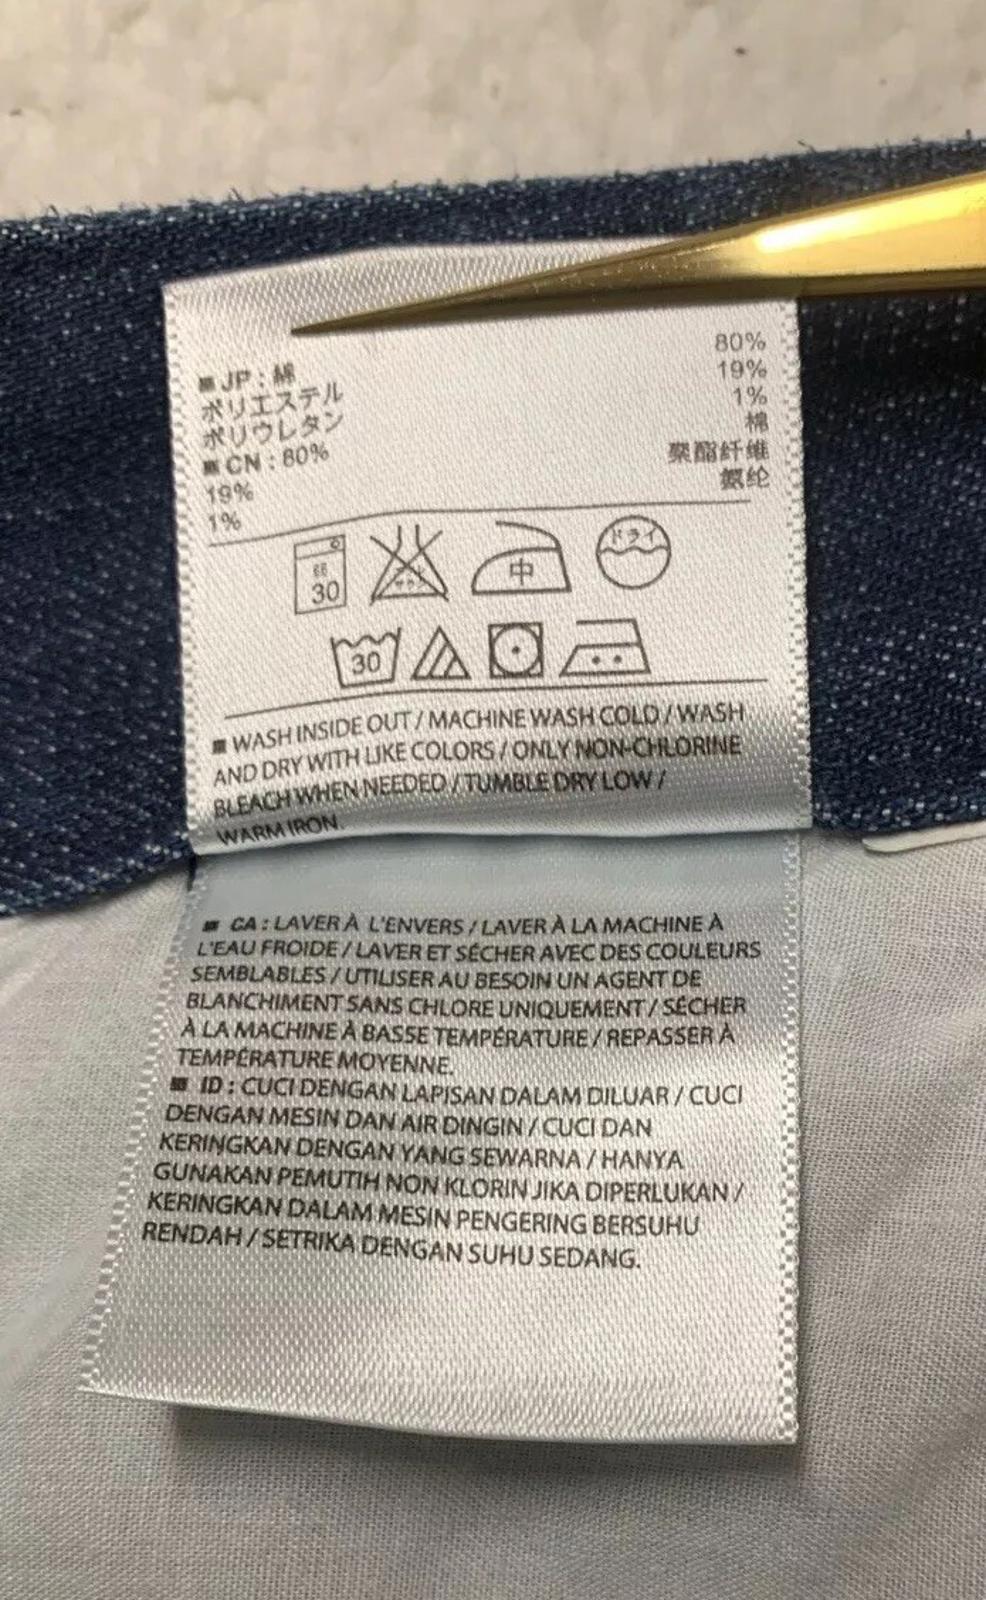 ■ JP : 綿 80%
ポリエステル 19%
ポリウレタン 1%
■ CN : 80% 棉
19% 聚酯纤维
1% 氨纶
弱 30 中 ドライ
30
■ WASH INSIDE OUT / MACHINE WASH COLD / WASH
AND DRY WITH LIKE COLORS / ONLY NON-CHLORINE
BLEACH WHEN NEEDED / TUMBLE DRY LOW /
WARM IRON.
■ CA : LAVER À L'ENVERS / LAVER À LA MACHINE À
L'EAU FROIDE / LAVER ET SÉCHER AVEC DES COULEURS
SEMBLABLES / UTILISER AU BESOIN UN AGENT DE
BLANCHIMENT SANS CHLORE UNIQUEMENT / SÉCHER
À LA MACHINE À BASSE TEMPÉRATURE / REPASSER À
TEMPÉRATURE MOYENNE.
■ ID : CUCI DENGAN LAPISAN DALAM DILUAR / CUCI
DENGAN MESIN DAN AIR DINGIN / CUCI DAN
KERINGKAN DENGAN YANG SEWARNA / HANYA
GUNAKAN PEMUTIH NON KLORIN JIKA DIPERLUKAN /
KERINGKAN DALAM MESIN PENGERING BERSUHU
RENDAH / SETRIKA DENGAN SUHU SEDANG.